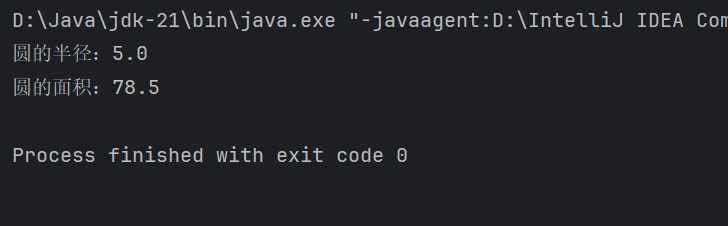 D:\Java\jdk-21\bin\java.exe "-javaagent:D:\IntelliJ IDEA Com
圆的半径：5.0
圆的面积：78.5
Process finished with exit code 0